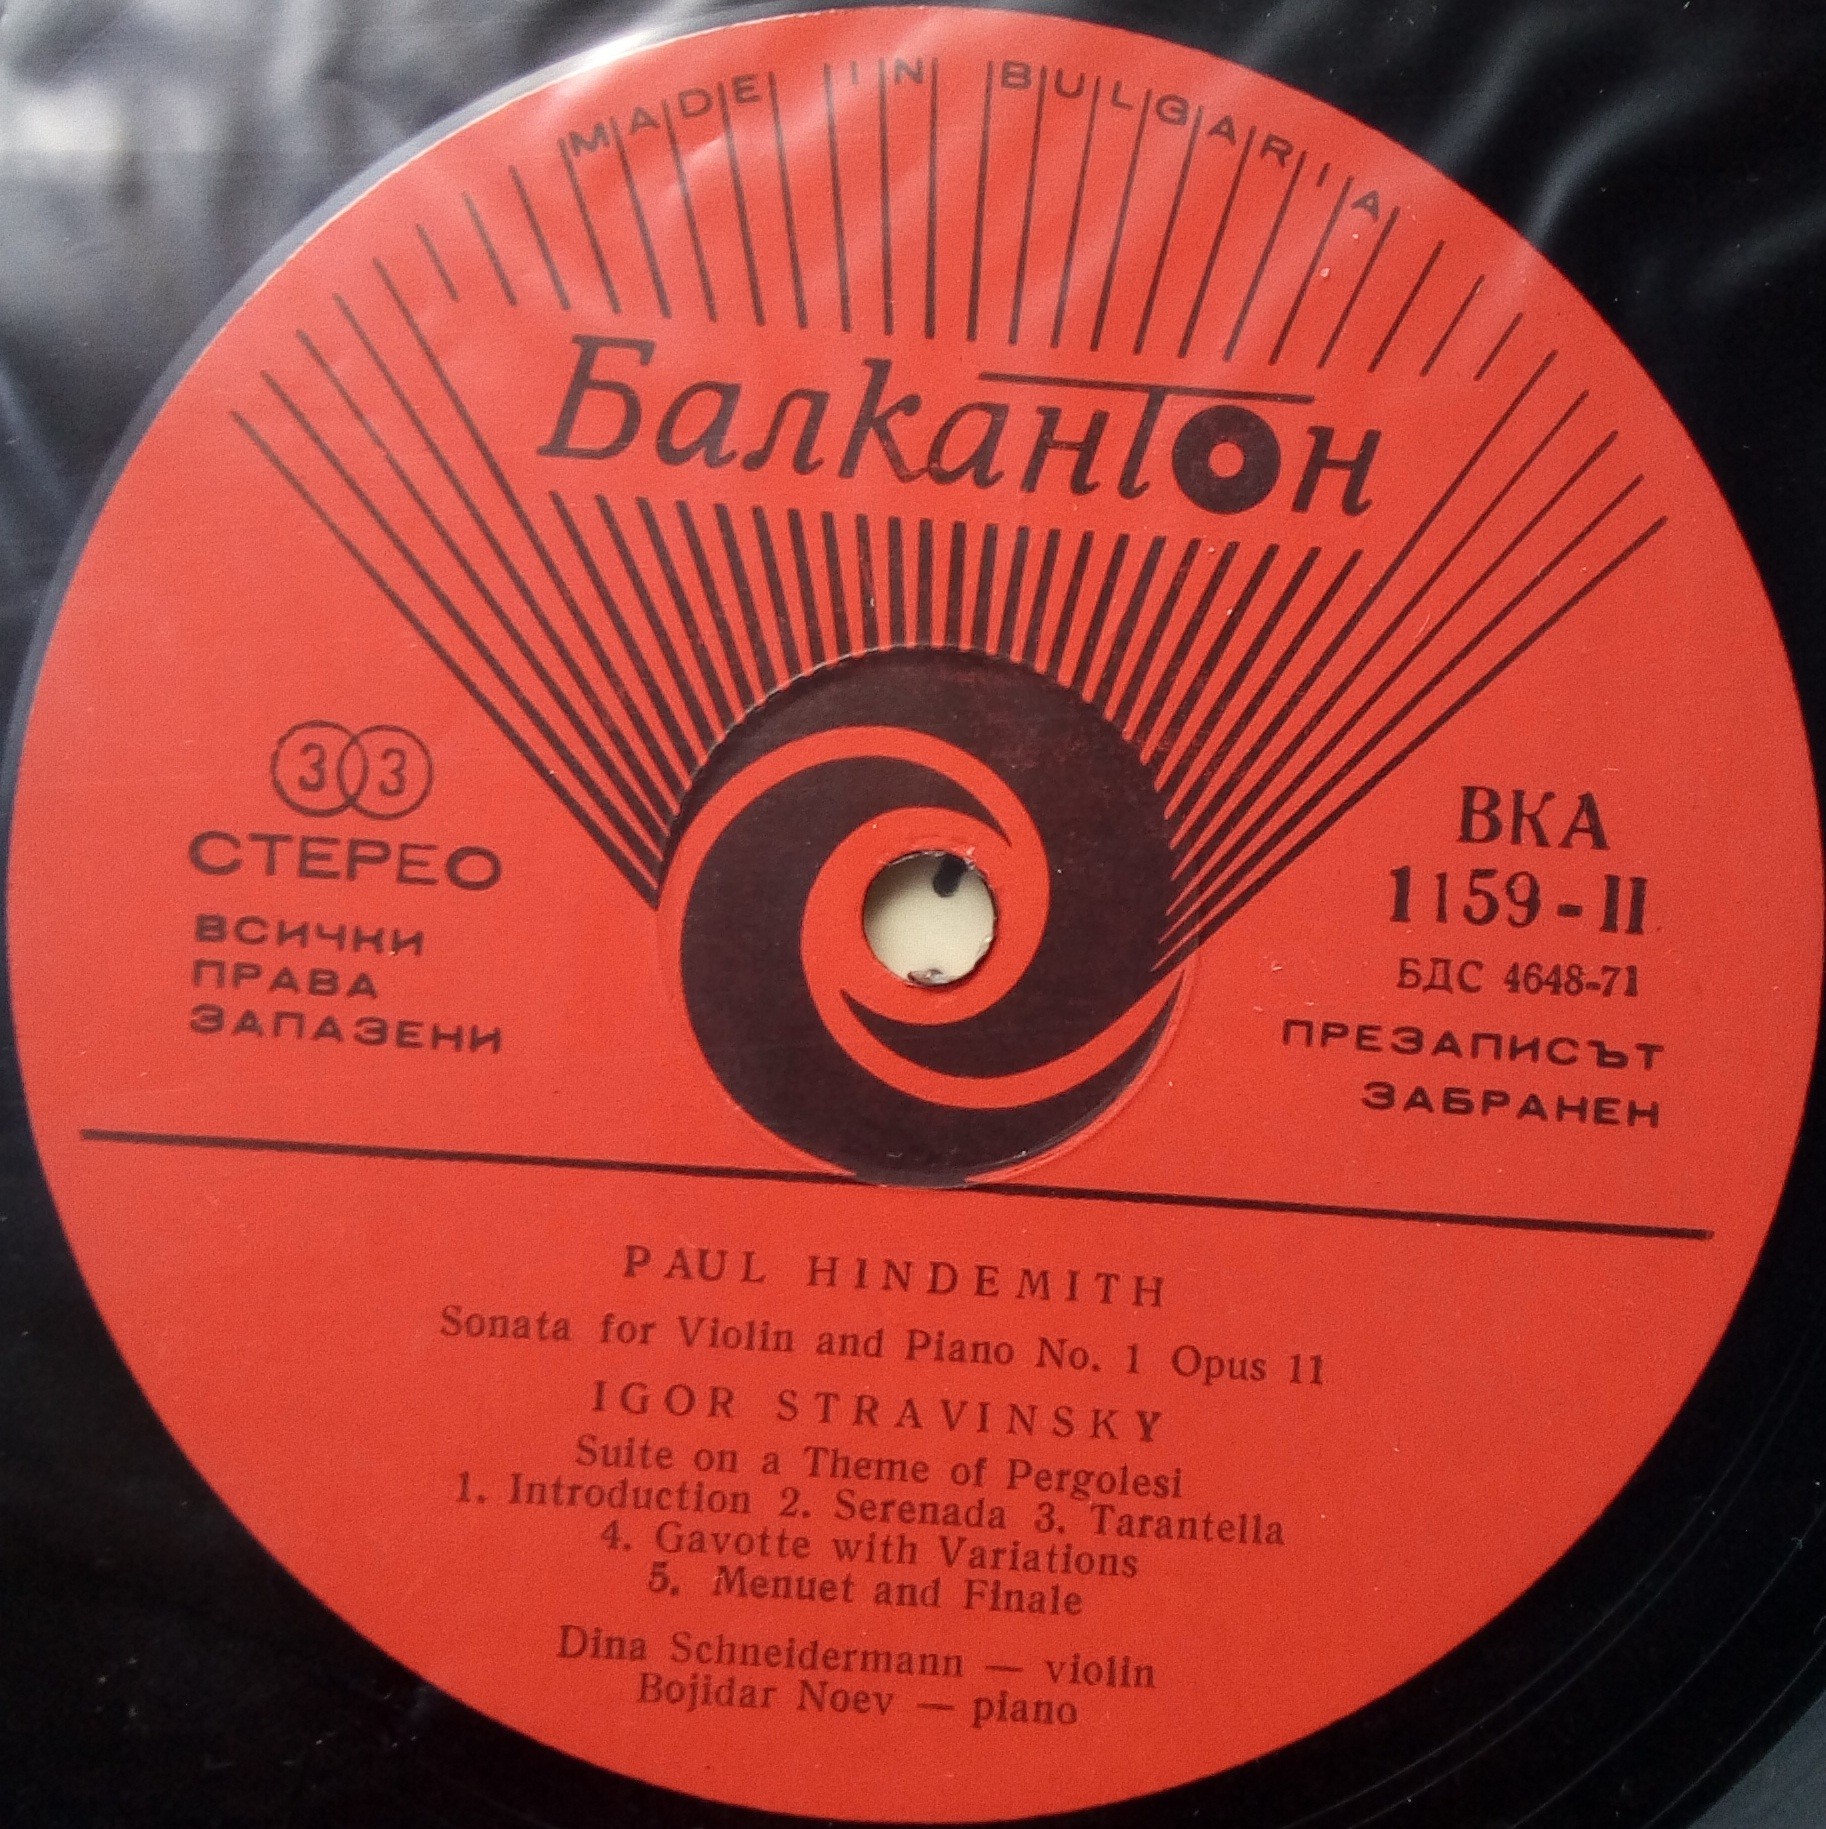 MADE IN BULGARIA
Балкантон
33
СТЕРЕО
ВСИЧКИ
ПРАВА
ЗАПАЗЕНИ
ВКА
1159-II
БДС 4648-71
ПРЕЗАПИСЪТ
ЗАБРАНЕН
PAUL HINDEMITH
Sonata for Violin and Piano No. 1 Opus 11
IGOR STRAVINSKY
Suite on a Theme of Pergolesi
1. Introduction 2. Serenada 3. Tarantella
4. Gavotte with Variations
5. Menuet and Finale
Dina Schneidermann — violin
Bojidar Noev — piano